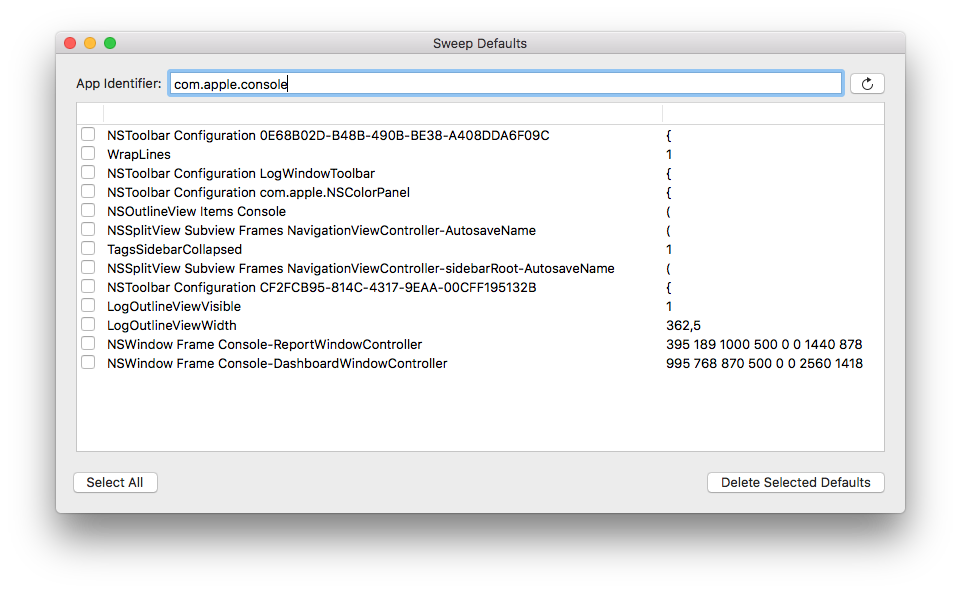 Sweep Defaults
App Identifier: com.apple.console
NSToolbar Configuration 0E68B02D-B48B-490B-BE38-A408DDA6F09C {
WrapLines 1
NSToolbar Configuration LogWindowToolbar {
NSToolbar Configuration com.apple.NSColorPanel {
NSOutlineView Items Console (
NSSplitView Subview Frames NavigationViewController-AutosaveName (
TagsSidebarCollapsed 1
NSSplitView Subview Frames NavigationViewController-sidebarRoot-AutosaveName (
NSToolbar Configuration CF2FCB95-814C-4317-9EAA-00CFF195132B {
LogOutlineViewVisible 1
LogOutlineViewWidth 362,5
NSWindow Frame Console-ReportWindowController 395 189 1000 500 0 0 1440 878
NSWindow Frame Console-DashboardWindowController 995 768 870 500 0 0 2560 1418
Select All Delete Selected Defaults